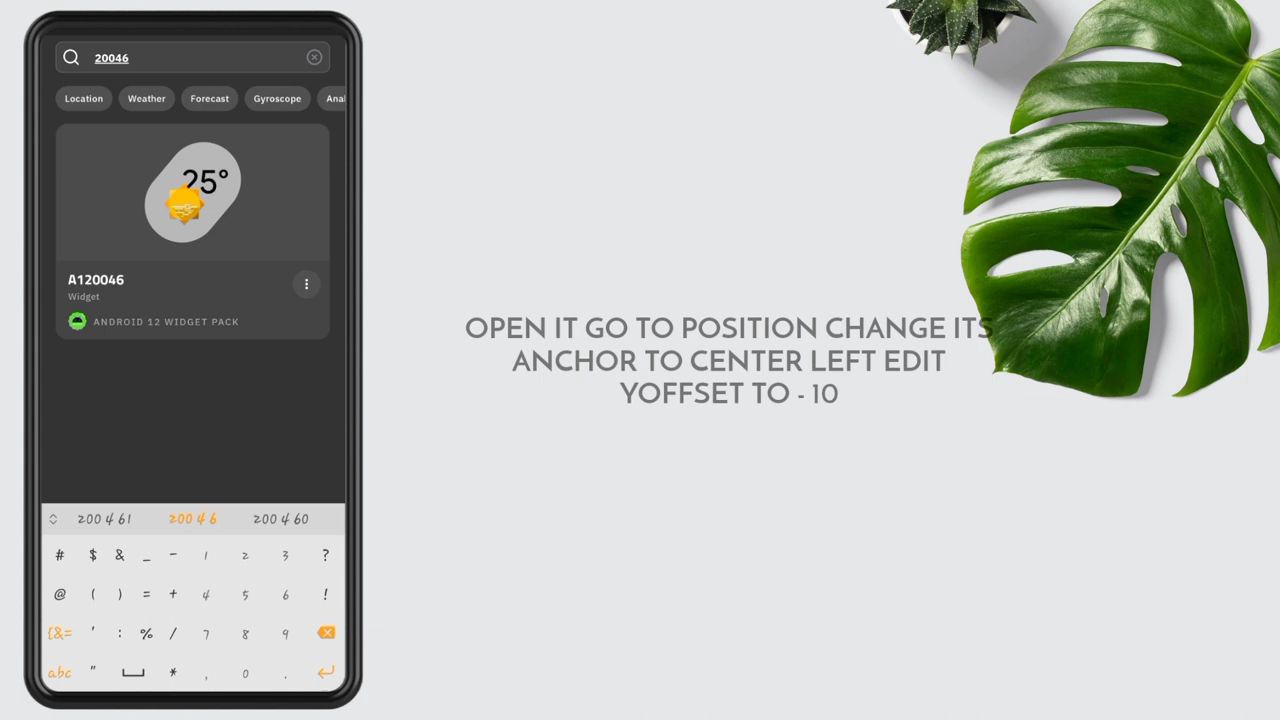 20046
Location Weather Forecast Gyroscope Anal
25°
A120046
Widget
ANDROID 12 WIDGET PACK
OPEN IT GO TO POSITION CHANGE ITS
ANCHOR TO CENTER LEFT EDIT
YOFFSET TO - 10
200461 20046 200460
# $ & _ - 1 2 3 ?
@ ( ) = + 4 5 6 !
{&= ' : % / 7 8 9
abc " * , 0 .